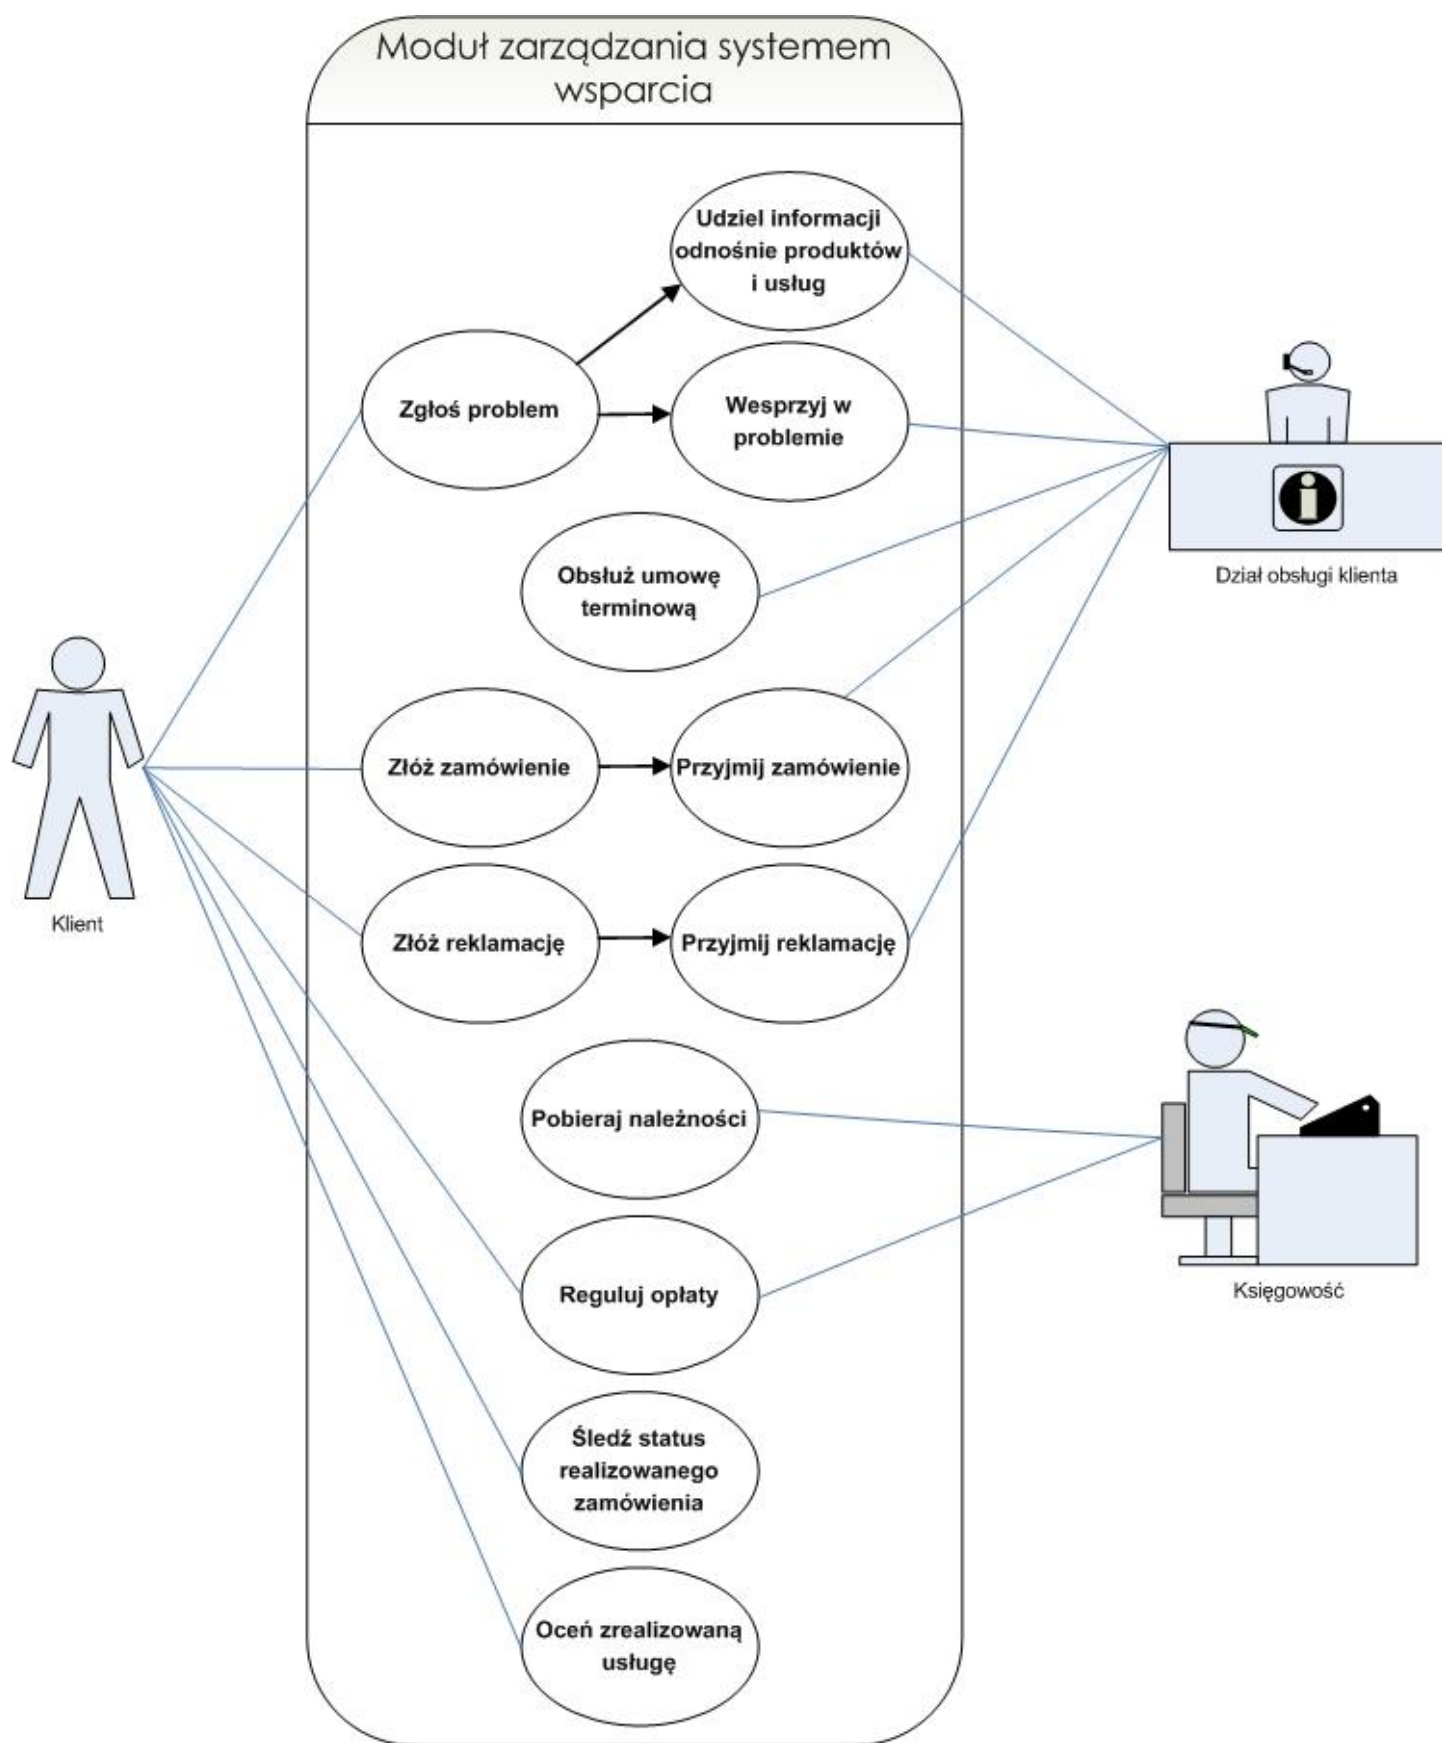 Moduł zarządzania systemem
wsparcia
Udziel informacji
odnośnie produktów
i usług
Zgłoś problem
Wesprzyj w
problemie
Obsłuż umowę
terminową
Dział obsługi klienta
Złóż zamówienie
Przyjmij zamówienie
Klient
Złóż reklamację
Przyjmij reklamację
Pobieraj należności
Reguluj opłaty
Księgowość
Śledź status
realizowanego
zamówienia
Oceń zrealizowaną
usługę